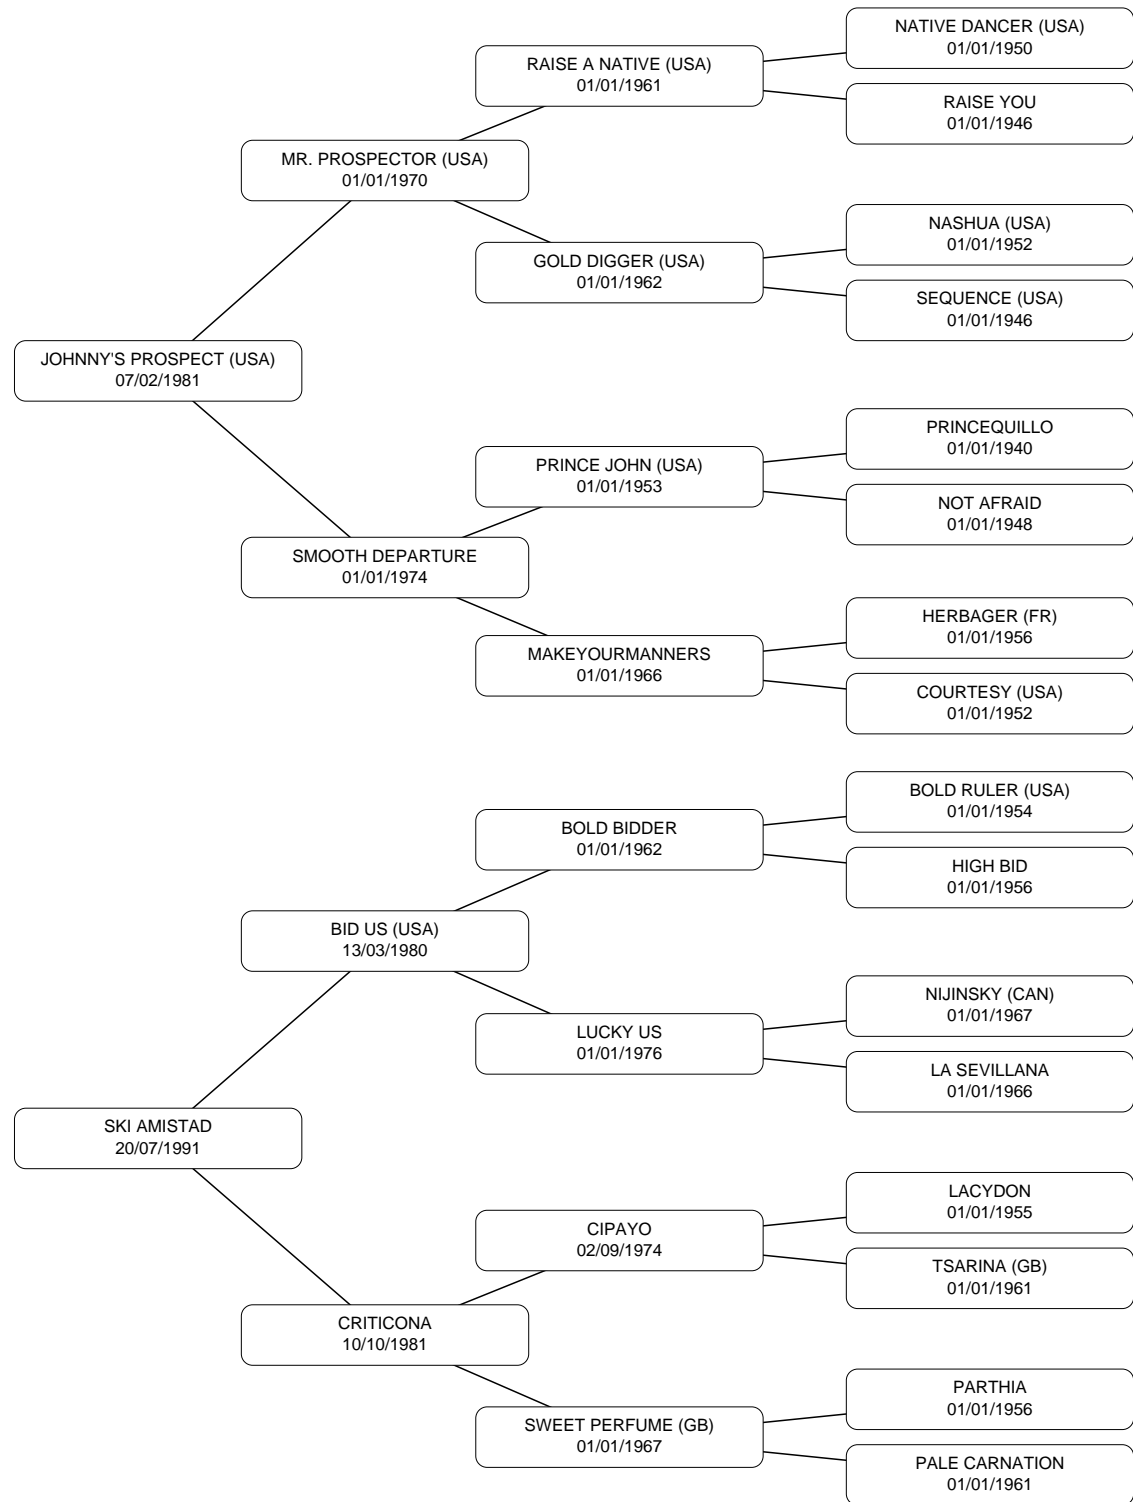 NATIVE DANCER (USA)
01/01/1950
RAISE A NATIVE (USA)
01/01/1961
RAISE YOU
01/01/1946
MR. PROSPECTOR (USA)
01/01/1970
NASHUA (USA)
01/01/1952
GOLD DIGGER (USA)
01/01/1962
SEQUENCE (USA)
01/01/1946
JOHNNY'S PROSPECT (USA)
07/02/1981
PRINCEQUILLO
01/01/1940
PRINCE JOHN (USA)
01/01/1953
NOT AFRAID
01/01/1948
SMOOTH DEPARTURE
01/01/1974
HERBAGER (FR)
01/01/1956
MAKEYOURMANNERS
01/01/1966
COURTESY (USA)
01/01/1952
BOLD RULER (USA)
01/01/1954
BOLD BIDDER
01/01/1962
HIGH BID
01/01/1956
BID US (USA)
13/03/1980
NIJINSKY (CAN)
01/01/1967
LUCKY US
01/01/1976
LA SEVILLANA
01/01/1966
SKI AMISTAD
20/07/1991
LACYDON
01/01/1955
CIPAYO
02/09/1974
TSARINA (GB)
01/01/1961
CRITICONA
10/10/1981
PARTHIA
01/01/1956
SWEET PERFUME (GB)
01/01/1967
PALE CARNATION
01/01/1961